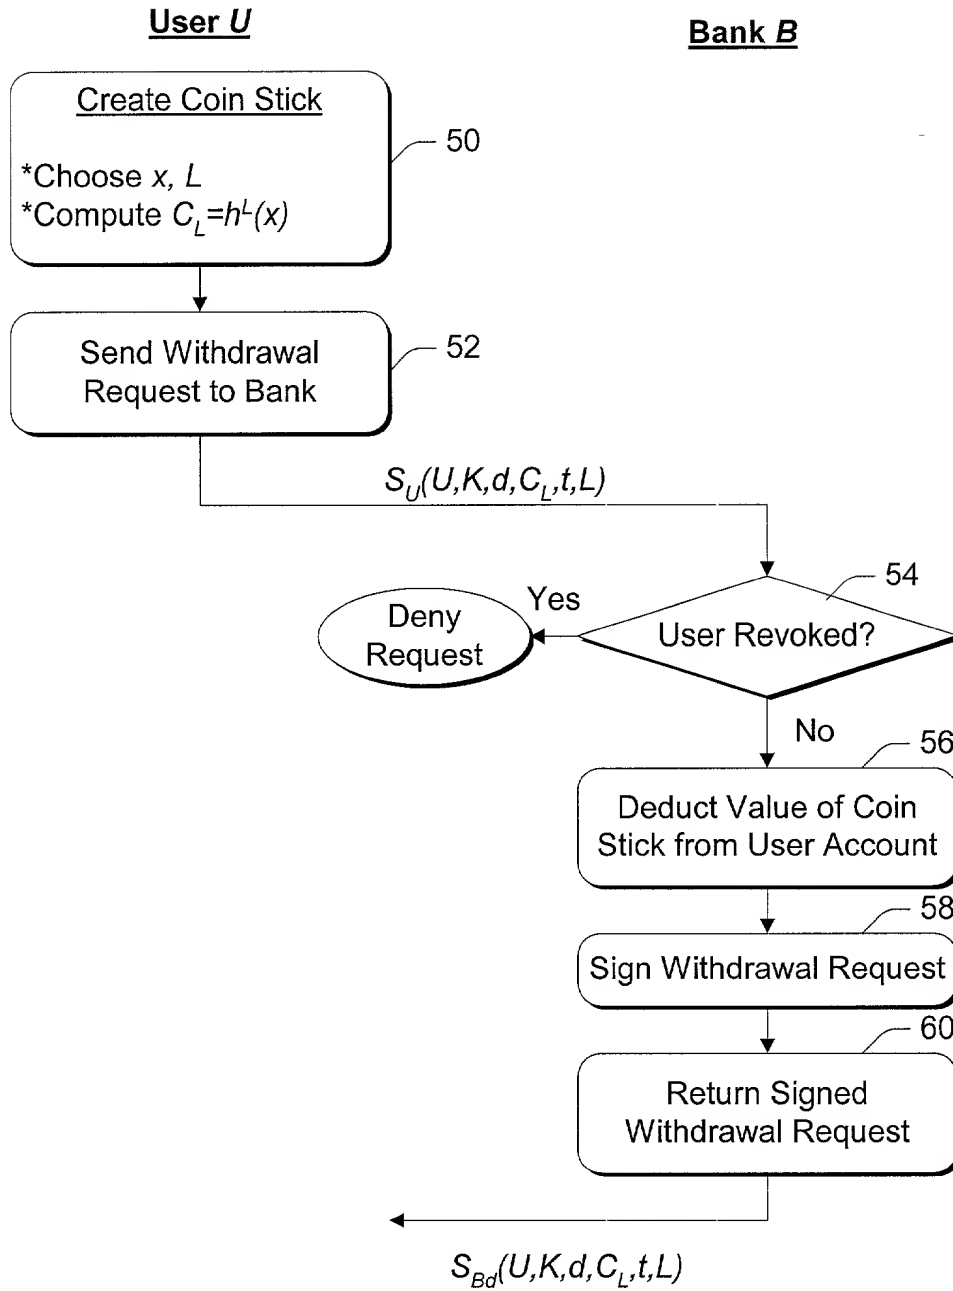 User U
Bank B
Create Coin Stick
50
*Choose x, L
*Compute C_L=h^L(x)
Send Withdrawal
Request to Bank
52
S_U(U,K,d,C_L,t,L)
54
User Revoked?
Yes
Deny
Request
No
56
Deduct Value of Coin
Stick from User Account
58
Sign Withdrawal Request
60
Return Signed
Withdrawal Request
S_Bd(U,K,d,C_L,t,L)